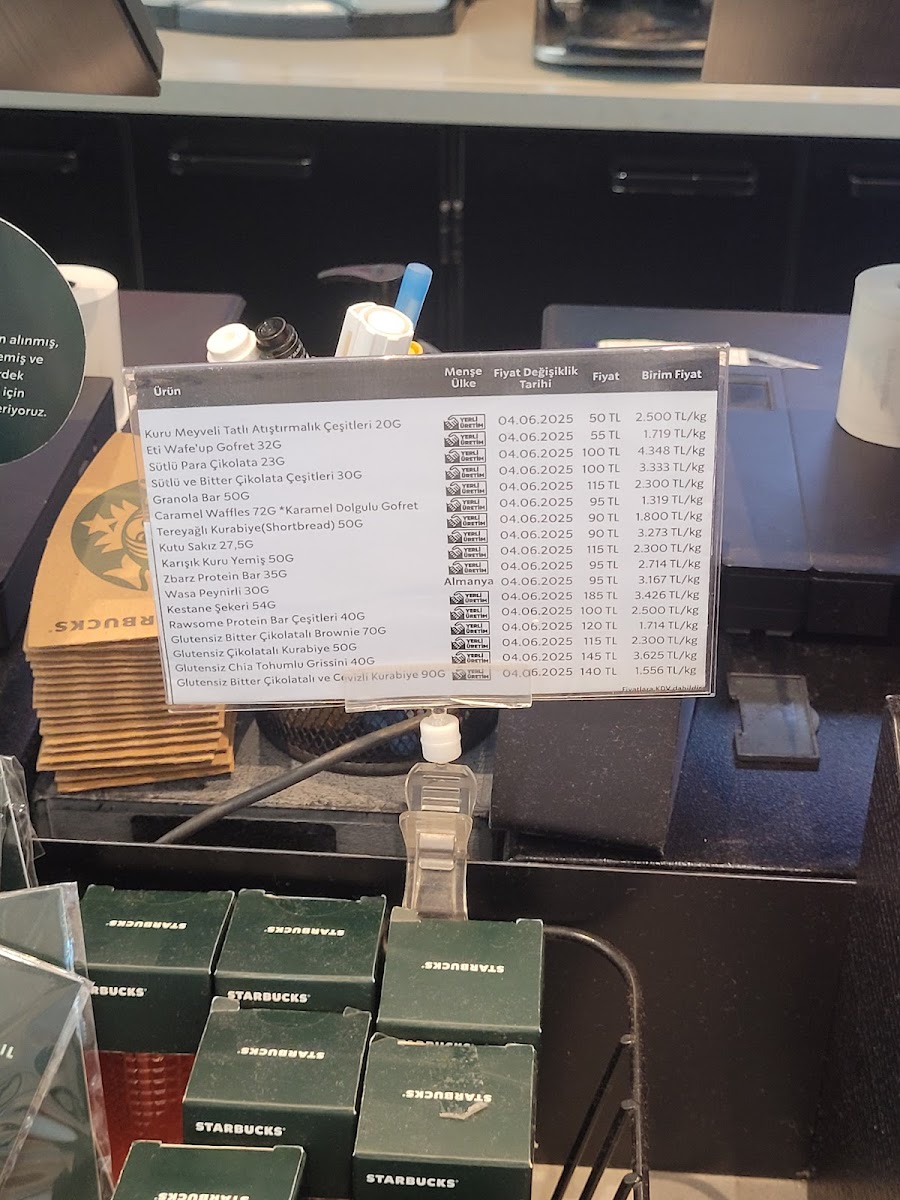 n alınmış,
emiş ve
rdek
için
eriyoruz.
Ürün Menşe Ülke Fiyat Değişiklik Tarihi Fiyat Birim Fiyat
Kuru Meyveli Tatlı Atıştırmalık Çeşitleri 20G YERLİ ÜRETİM 04.06.2025 50 TL 2.500 TL/kg
Eti Wafe'up Gofret 32G YERLİ ÜRETİM 04.06.2025 55 TL 1.719 TL/kg
Sütlü Para Çikolata 23G YERLİ ÜRETİM 04.06.2025 100 TL 4.348 TL/kg
Sütlü ve Bitter Çikolata Çeşitleri 30G YERLİ ÜRETİM 04.06.2025 100 TL 3.333 TL/kg
Granola Bar 50G YERLİ ÜRETİM 04.06.2025 115 TL 2.300 TL/kg
Caramel Waffles 72G *Karamel Dolgulu Gofret YERLİ ÜRETİM 04.06.2025 95 TL 1.319 TL/kg
Tereyağlı Kurabiye(Shortbread) 50G YERLİ ÜRETİM 04.06.2025 90 TL 1.800 TL/kg
Kutu Sakız 27,5G YERLİ ÜRETİM 04.06.2025 90 TL 3.273 TL/kg
Karışık Kuru Yemiş 50G YERLİ ÜRETİM 04.06.2025 115 TL 2.300 TL/kg
Zbarz Protein Bar 35G YERLİ ÜRETİM 04.06.2025 95 TL 2.714 TL/kg
Wasa Peynirli 30G Almanya 04.06.2025 95 TL 3.167 TL/kg
Kestane Şekeri 54G YERLİ ÜRETİM 04.06.2025 185 TL 3.426 TL/kg
Rawsome Protein Bar Çeşitleri 40G YERLİ ÜRETİM 04.06.2025 100 TL 2.500 TL/kg
Glutensiz Bitter Çikolatalı Brownie 70G YERLİ ÜRETİM 04.06.2025 120 TL 1.714 TL/kg
Glutensiz Çikolatalı Kurabiye 50G YERLİ ÜRETİM 04.06.2025 115 TL 2.300 TL/kg
Glutensiz Chia Tohumlu Grissini 40G YERLİ ÜRETİM 04.06.2025 145 TL 3.625 TL/kg
Glutensiz Bitter Çikolatalı ve Cevizli Kurabiye 90G YERLİ ÜRETİM 04.06.2025 140 TL 1.556 TL/kg
Fiyatlara KDV dahildir
RBUCKS
STARBUCKS
STARBUCKS
STARBUCKS
RBUCKS
STARBUCKS
STARBUCKS
STARBUCKS
STARBUCKS
STARBUCKS
STARBUCKS
STARBUCKS